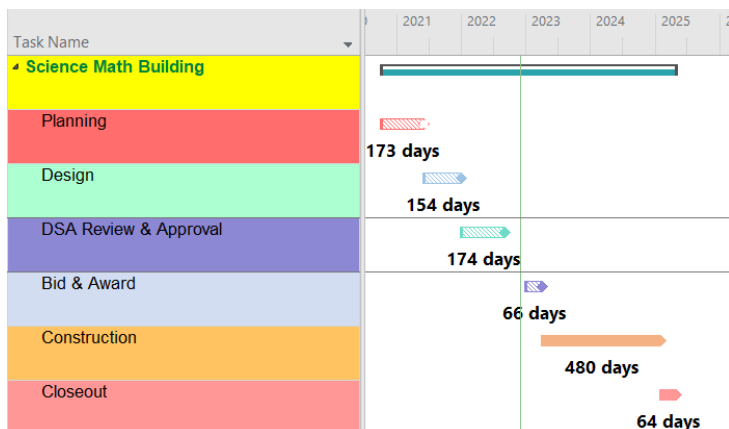 2021 2022 2023 2024 2025
Task Name
Science Math Building
Planning
173 days
Design
154 days
DSA Review & Approval
174 days
Bid & Award
66 days
Construction
480 days
Closeout
64 days